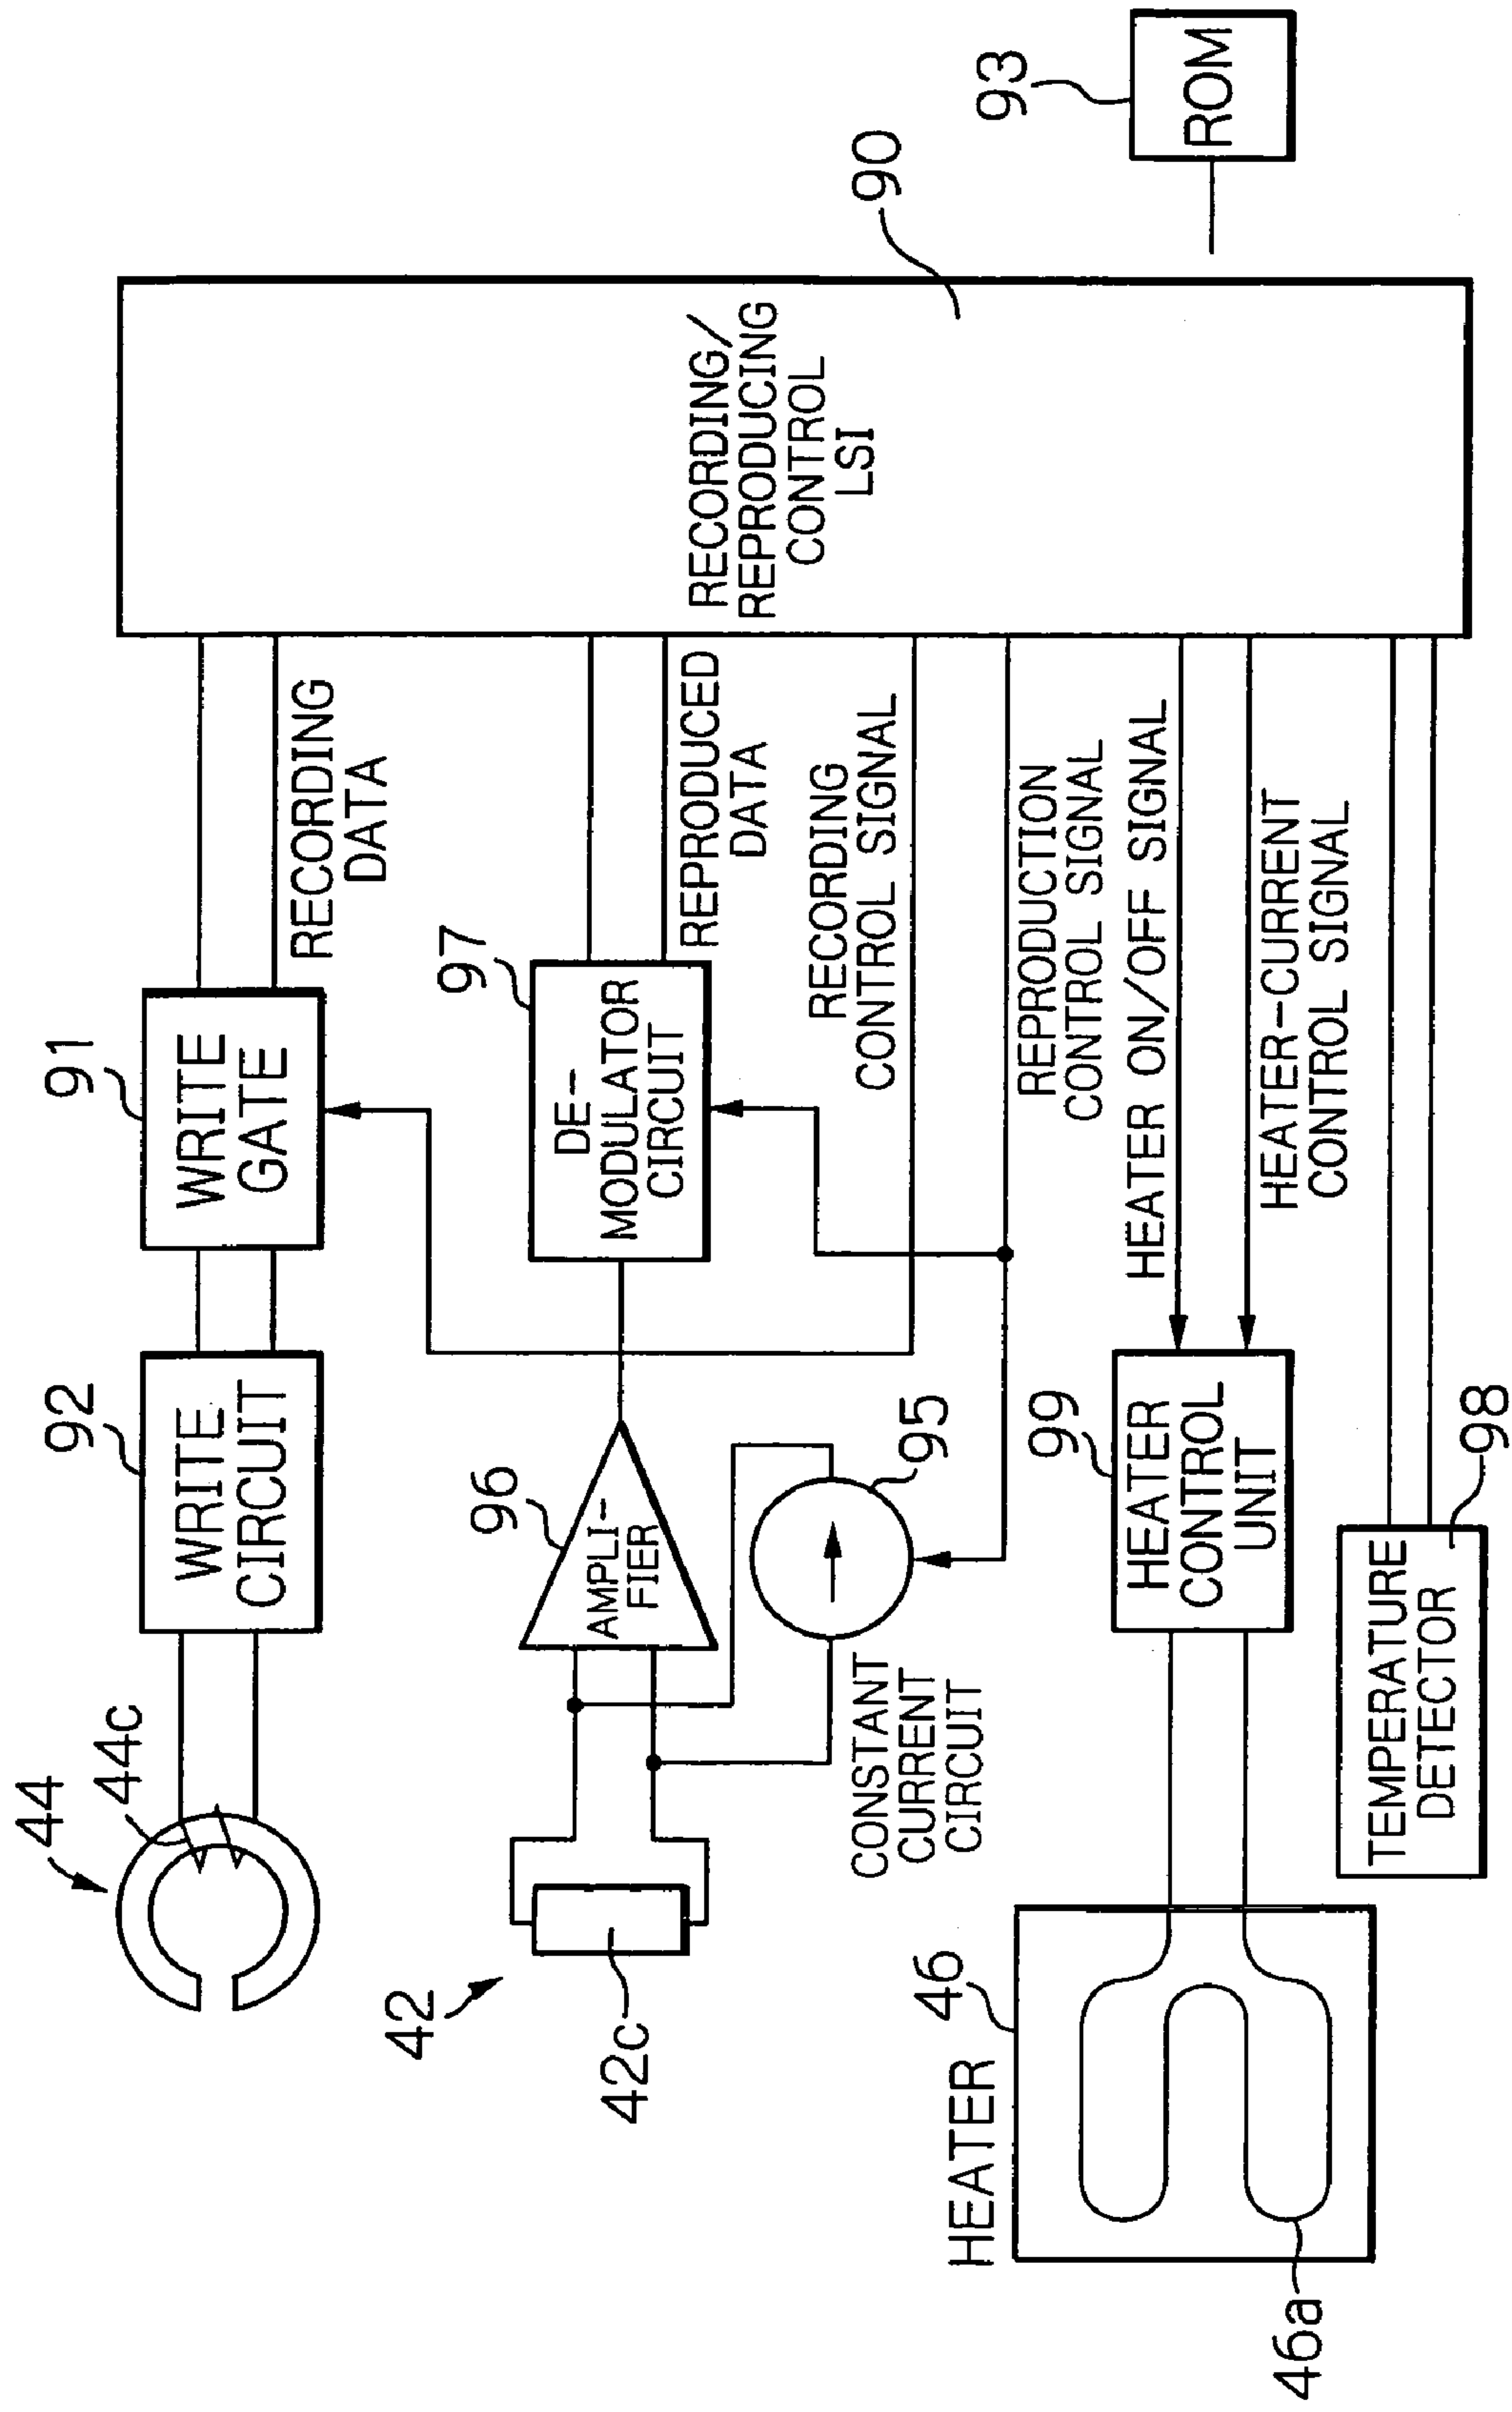 44
44c
92
WRITE
CIRCUIT
91
WRITE
GATE
RECORDING
DATA
42
42c
96
AMPLI-
FIER
97
DE-
MODULATOR
CIRCUIT
REPRODUCED
DATA
95
CONSTANT
CURRENT
CIRCUIT
RECORDING
CONTROL SIGNAL
REPRODUCTION
CONTROL SIGNAL
RECORDING/
REPRODUCING
CONTROL
LSI
90
93
ROM
HEATER
46
46a
99
HEATER
CONTROL
UNIT
HEATER ON/OFF SIGNAL
HEATER-CURRENT
CONTROL SIGNAL
TEMPERATURE
DETECTOR
98